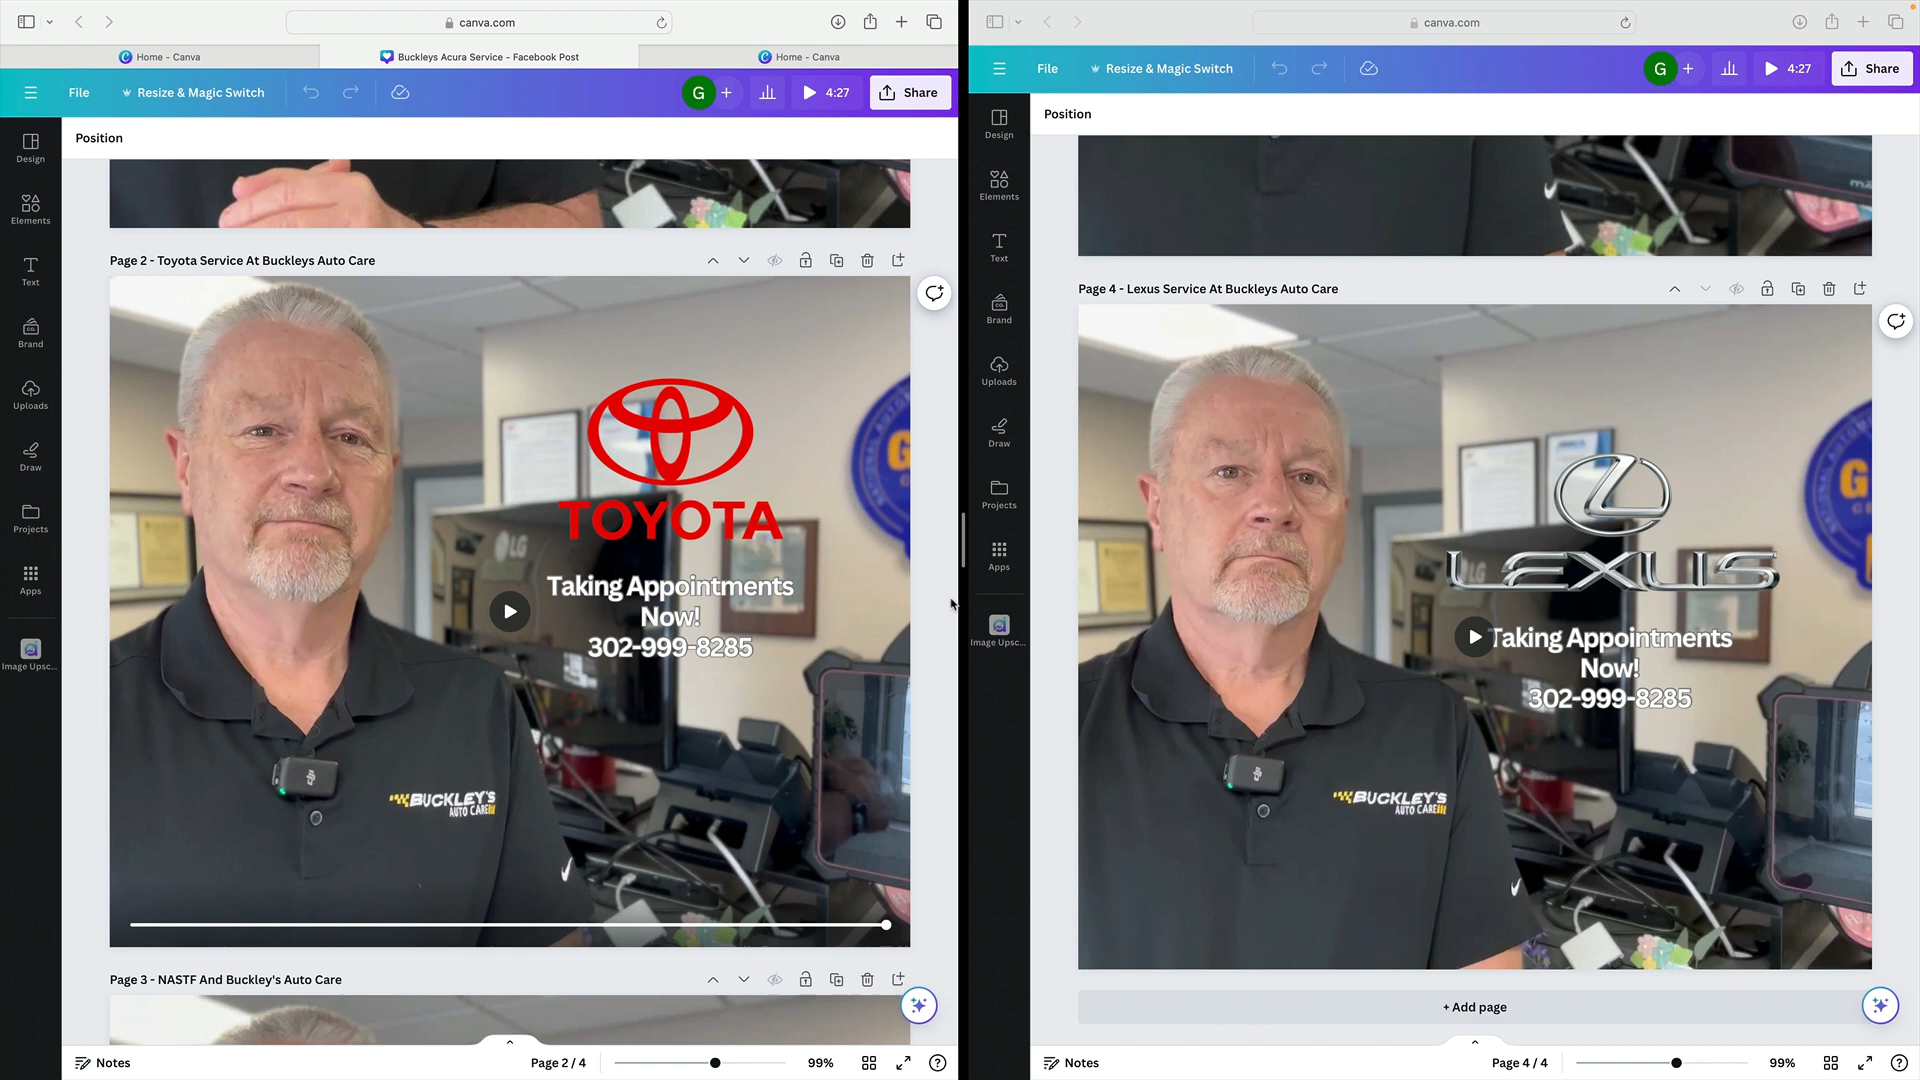 canva.com
Home - Canva
Buckleys Acura Service - Facebook Post
Home - Canva
File
Resize & Magic Switch
G
4:27
Share
Position
Design
Elements
Text
Brand
Uploads
Draw
Projects
Apps
Image Upsc...
Page 2 - Toyota Service At Buckleys Auto Care
TOYOTA
LG
Taking Appointments
Now!
302-999-8285
BUCKLEY'S
AUTO CARE
Page 3 - NASTF And Buckley's Auto Care
Notes
Page 2 / 4
99%
canva.com
File
Resize & Magic Switch
G
4:27
Share
Position
Design
Elements
Text
Brand
Uploads
Draw
Projects
Apps
Image Upsc...
Page 4 - Lexus Service At Buckleys Auto Care
LEXUS
Taking Appointments
Now!
302-999-8285
BUCKLEY'S
AUTO CARE
+ Add page
Notes
Page 4 / 4
99%